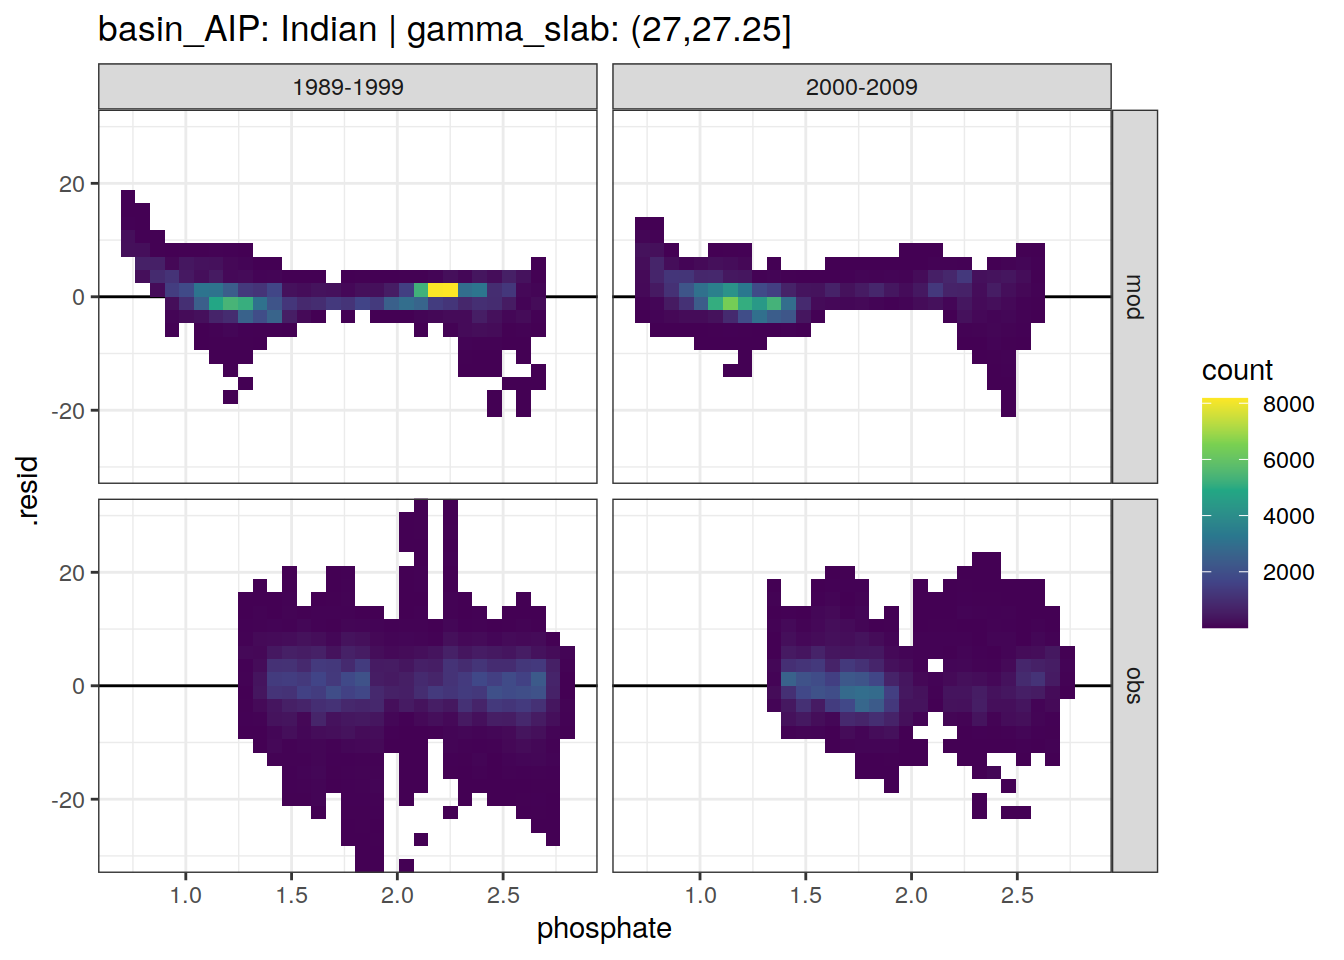 basin_AIP: Indian | gamma_slab: (27,27.25]
1989-1999
2000-2009
20
0
-20
mod
20
0
-20
obs
.resid
1.0 1.5 2.0 2.5
1.0 1.5 2.0 2.5
phosphate
count
8000
6000
4000
2000